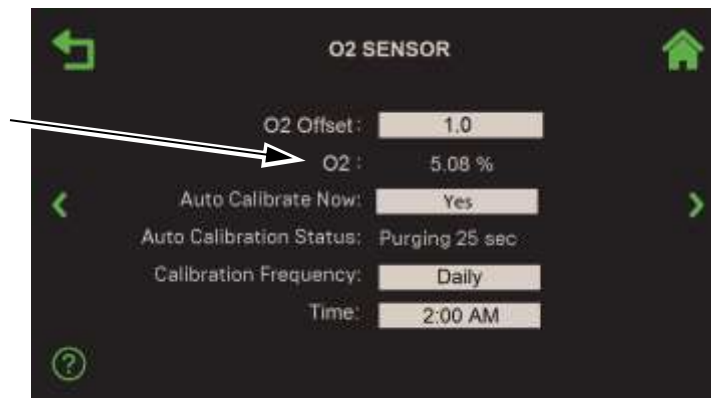 O2 SENSOR
O2 Offset: 1.0
O2 : 5.08 %
Auto Calibrate Now: Yes
Auto Calibration Status: Purging 25 sec
Calibration Frequency: Daily
Time: 2:00 AM
?